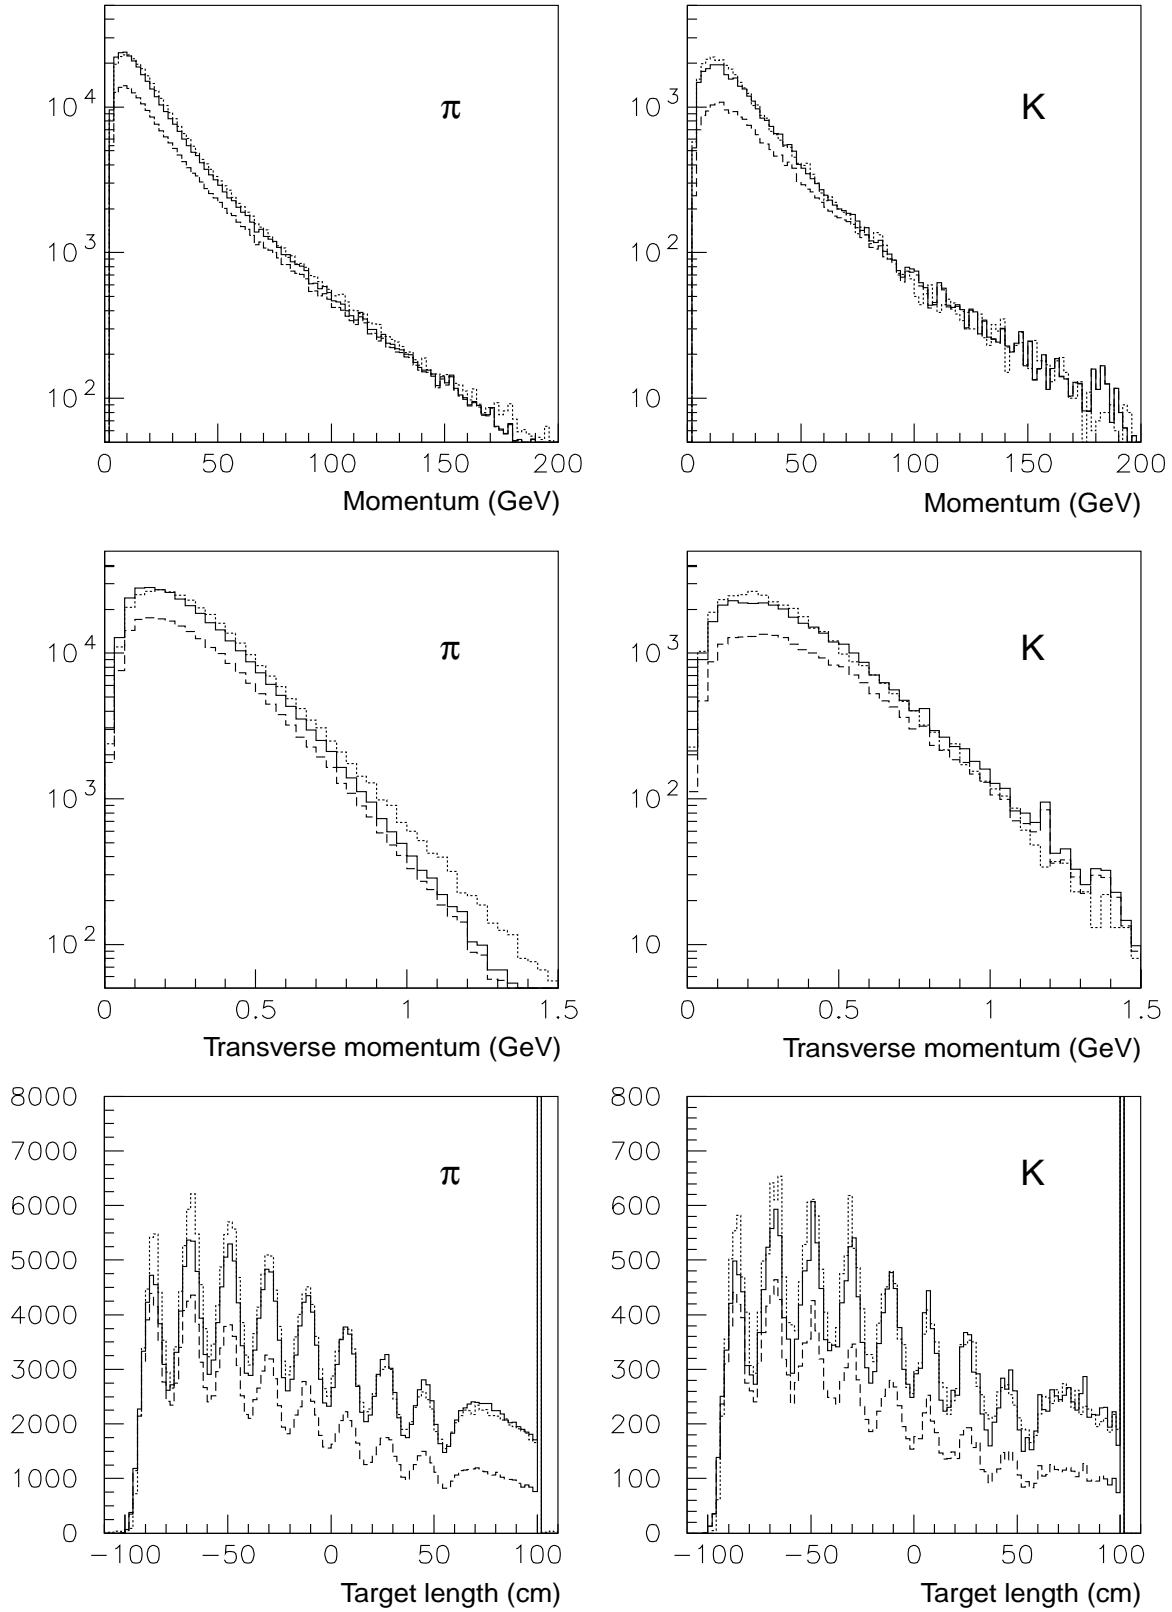 10^4
10^3
10^2
π
0 50 100 150 200
Momentum (GeV)
10^3
10^2
10
K
0 50 100 150 200
Momentum (GeV)
10^4
10^3
10^2
π
0 0.5 1 1.5
Transverse momentum (GeV)
10^3
10^2
10
K
0 0.5 1 1.5
Transverse momentum (GeV)
8000
7000
6000
5000
4000
3000
2000
1000
0
π
−100 −50 0 50 100
Target length (cm)
800
700
600
500
400
300
200
100
0
K
−100 −50 0 50 100
Target length (cm)